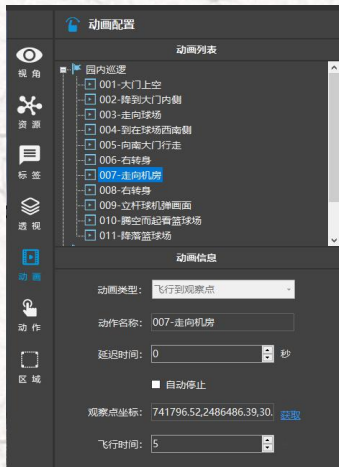 动画配置
动画列表
视角
资源
标签
透视
动画
动作
区域
园内巡逻
001-大门上空
002-降到大门内侧
003-走向球场
004-到在球场西南侧
005-向南大门行走
006-右转身
007-走向机房
008-右转身
009-立杆球机弹画面
010-腾空而起看篮球场
011-降落篮球场
动画信息
动画类型： 飞行到观察点
动作名称： 007-走向机房
延迟时间： 0 秒
自动停止
观察点坐标： 741796.52,2486486.39,30. 获取
飞行时间： 5